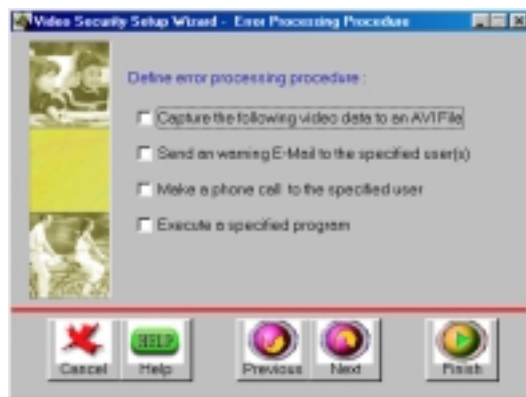 Video Security Setup Wizard - Error Processing Procedure
Define error processing procedure :
Capture the following video data to an AVI File
Send an warning E-Mail to the specified user(s)
Make a phone call to the specified user
Execute a specified program
HELP
Cancel Help Previous Next Finish